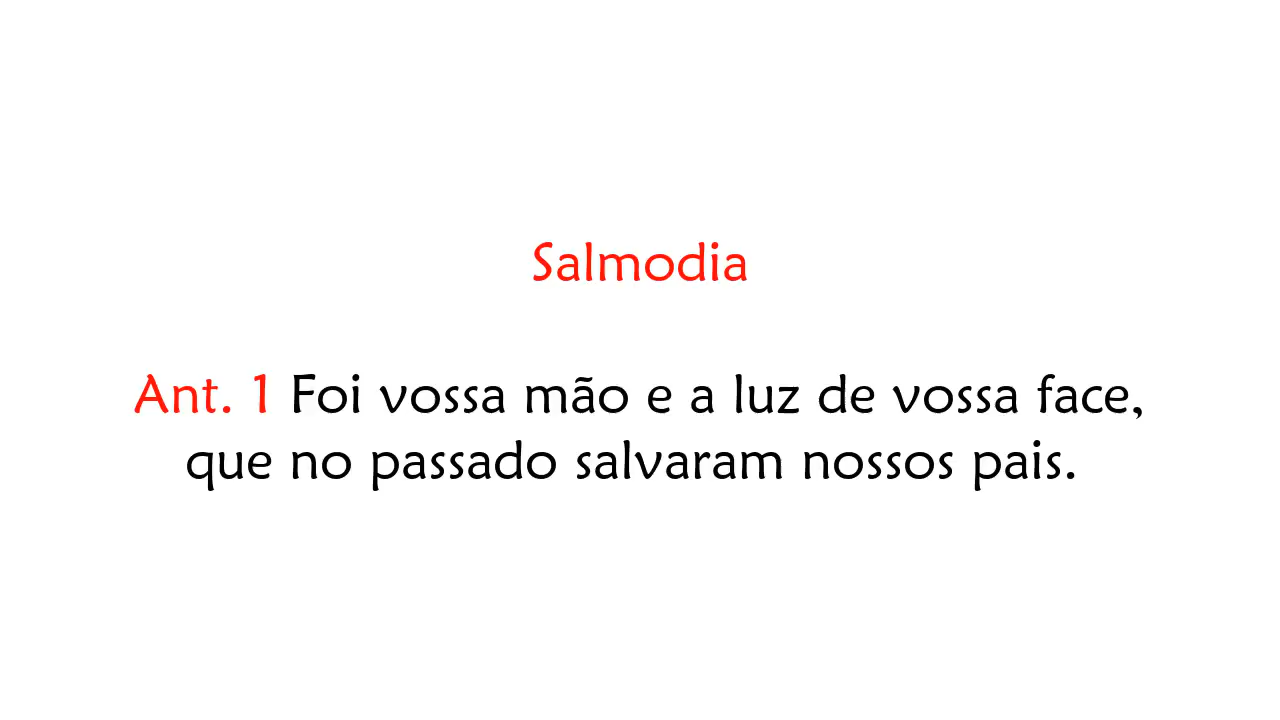 Salmodia
Ant. 1 Foi vossa mão e a luz de vossa face,
que no passado salvaram nossos pais.